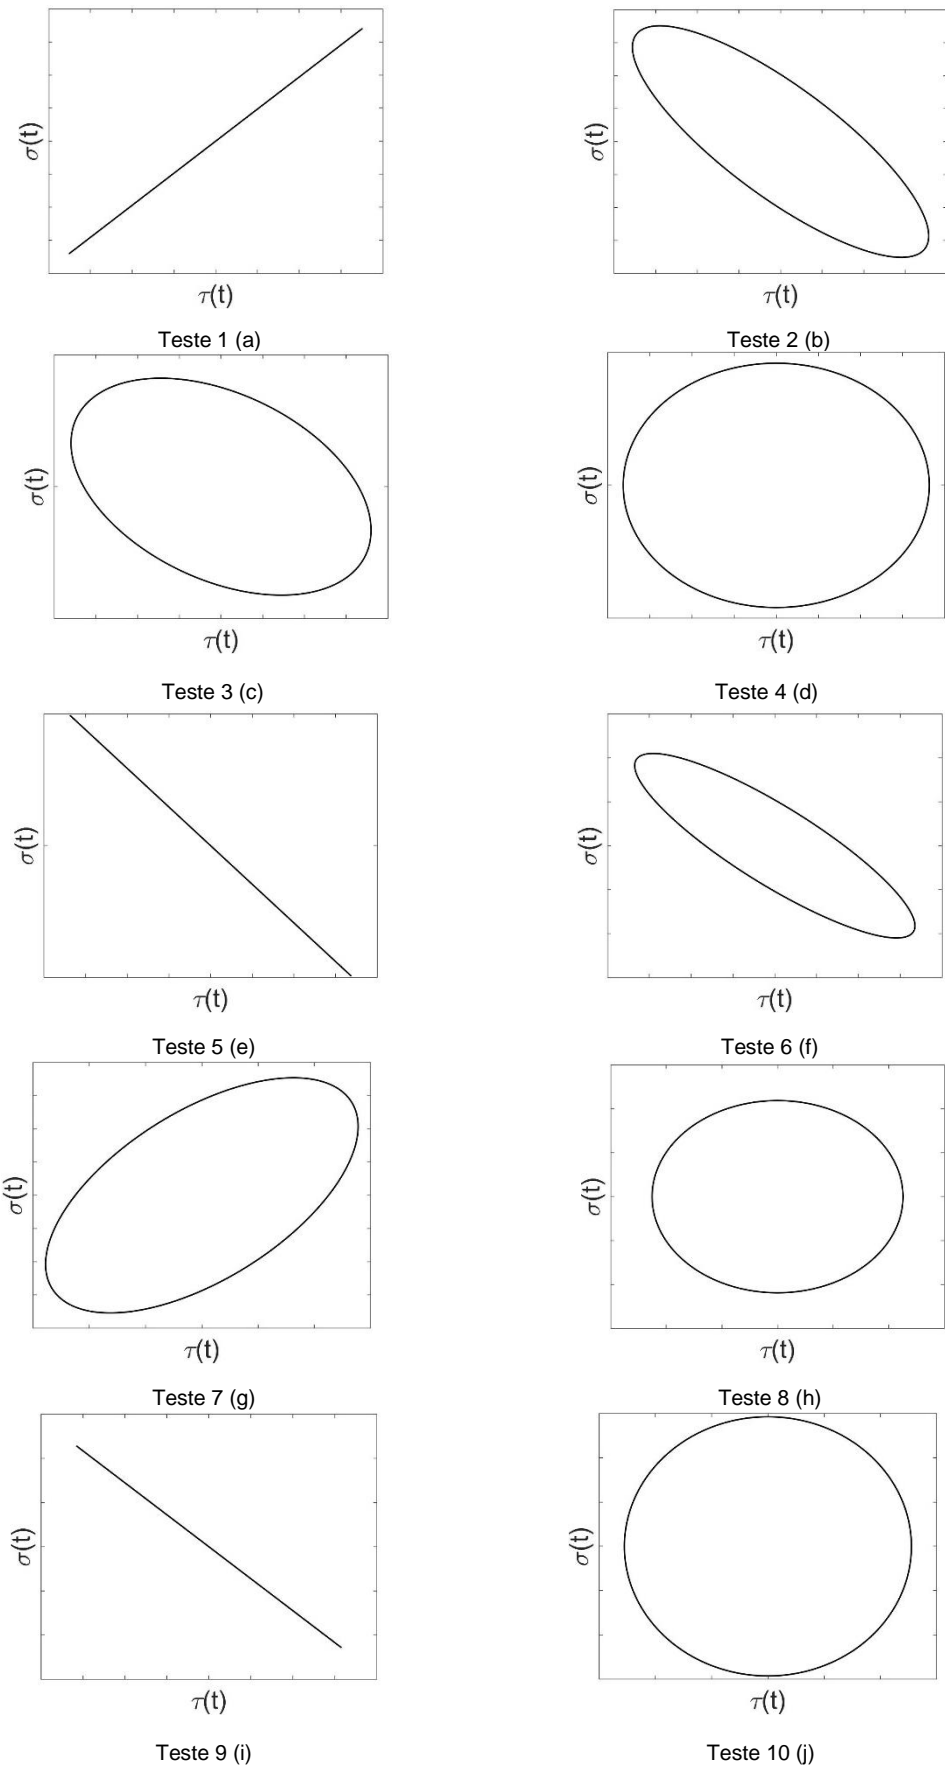 σ(t)
σ(t)
τ(t)
τ(t)
Teste 1 (a)
Teste 2 (b)
σ(t)
σ(t)
τ(t)
τ(t)
Teste 3 (c)
Teste 4 (d)
σ(t)
σ(t)
τ(t)
τ(t)
Teste 5 (e)
Teste 6 (f)
σ(t)
σ(t)
τ(t)
τ(t)
Teste 7 (g)
Teste 8 (h)
σ(t)
σ(t)
τ(t)
τ(t)
Teste 9 (i)
Teste 10 (j)